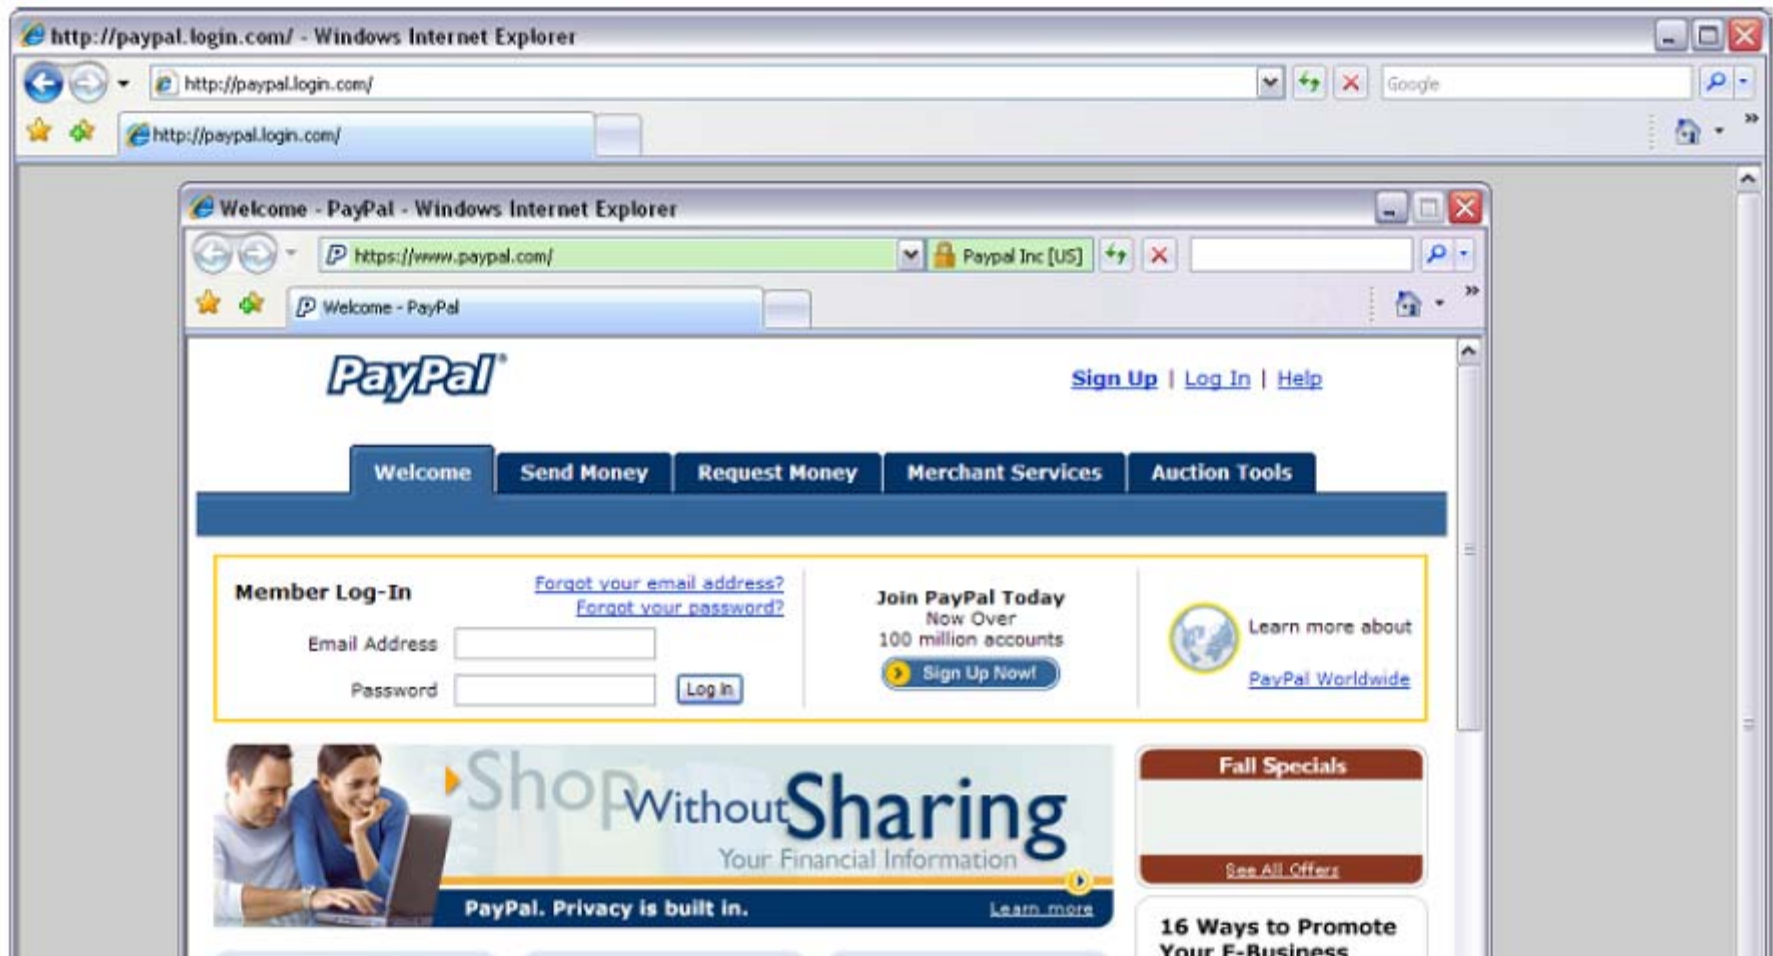 http://paypal.login.com/ - Windows Internet Explorer
http://paypal.login.com/
Google
http://paypal.login.com/
Welcome - PayPal - Windows Internet Explorer
https://www.paypal.com/
Paypal Inc [US]
Welcome - PayPal
PayPal®
Sign Up | Log In | Help
Welcome
Send Money
Request Money
Merchant Services
Auction Tools
Member Log-In
Forgot your email address?
Forgot your password?
Email Address
Password
Log In
Join PayPal Today
Now Over
100 million accounts
Sign Up Now!
Learn more about
PayPal Worldwide
Shop Without Sharing
Your Financial Information
PayPal. Privacy is built in.
Learn more
Fall Specials
See All Offers
16 Ways to Promote
Your E-Business